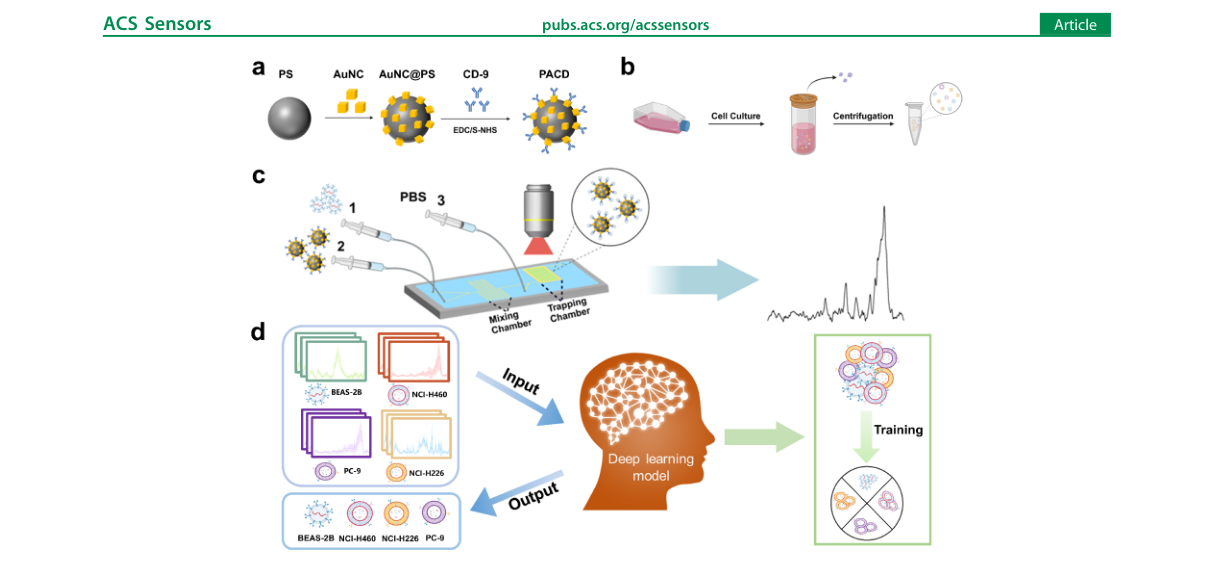 ACS Sensors pubs.acs.org/acssensors Article
a
PS AuNC AuNC@PS CD-9 PACD
EDC/S-NHS
b
Cell Culture Centrifugation
c
1
PBS 3
2
Mixing
Chamber
Trapping
Chamber
d
BEAS-2B NCI-H460
PC-9 NCI-H226
Input
Output
BEAS-2B NCI-H460 NCI-H226 PC-9
Deep learning
model
Training